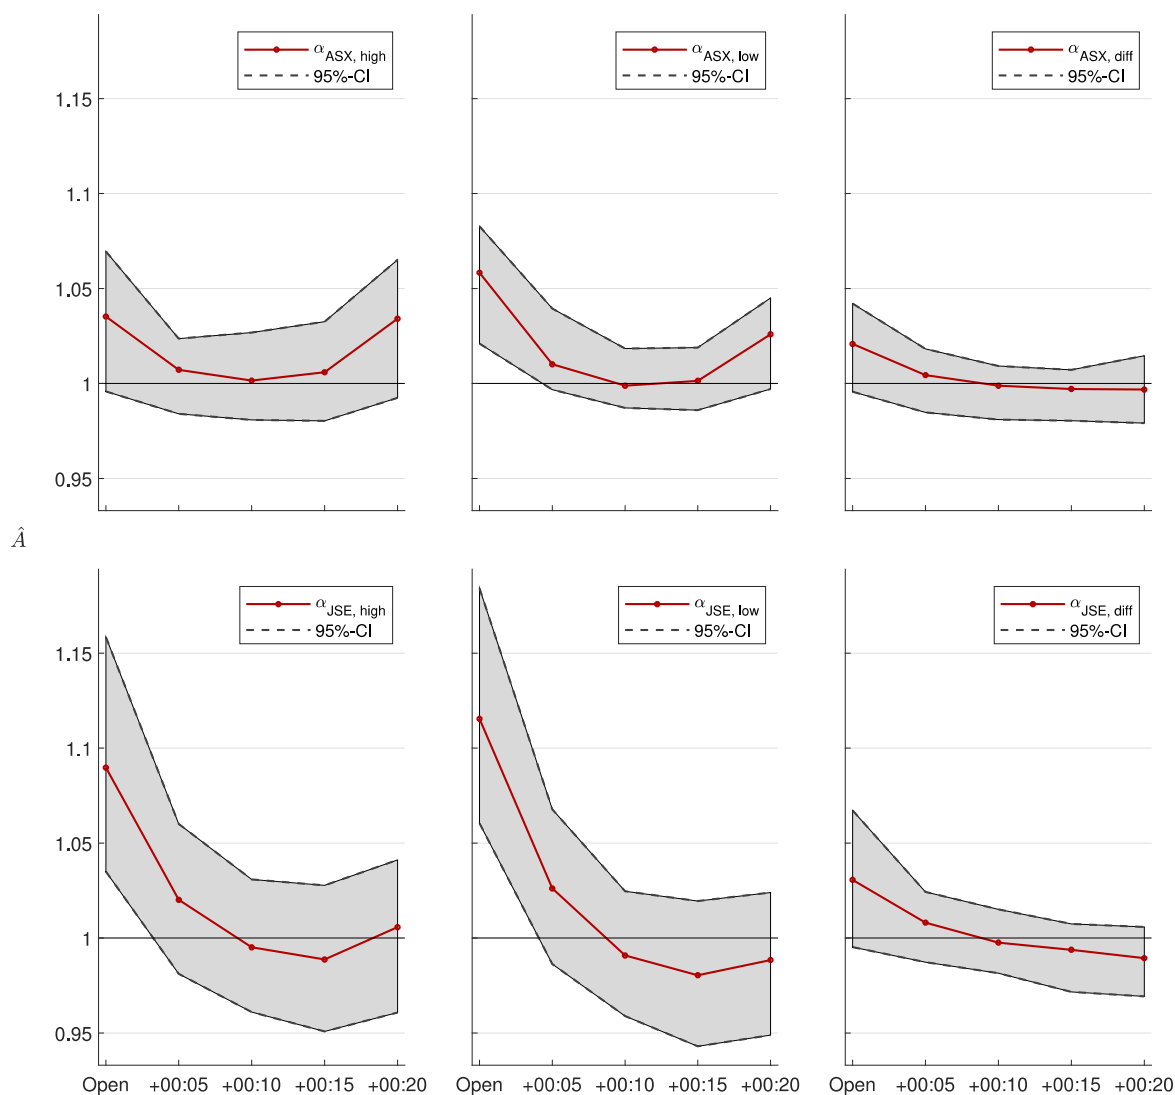 α_ASX, high
95%-CI
α_ASX, low
95%-CI
α_ASX, diff
95%-CI
1.15
1.1
1.05
1
0.95
Â
α_JSE, high
95%-CI
α_JSE, low
95%-CI
α_JSE, diff
95%-CI
1.15
1.1
1.05
1
0.95
Open +00:05 +00:10 +00:15 +00:20
Open +00:05 +00:10 +00:15 +00:20
Open +00:05 +00:10 +00:15 +00:20